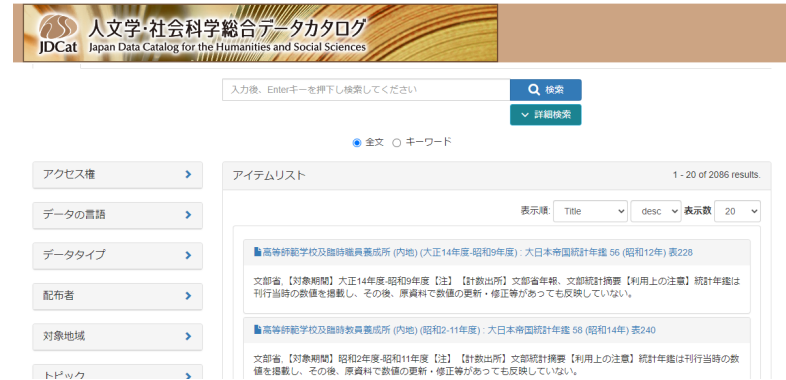 人文学・社会科学総合データカタログ
JDCat Japan Data Catalog for the Humanities and Social Sciences
入力後、Enterキーを押下し検索してください
検索
詳細検索
全文 キーワード
アクセス権
データの言語
データタイプ
配布者
対象地域
トピック
アイテムリスト 1 - 20 of 2086 results.
表示順: Title desc 表示数 20
高等師範学校及臨時職員養成所 (内地) (大正14年度-昭和9年度) : 大日本帝国統計年鑑 56 (昭和12年) 表228
文部省,【対象期間】大正14年度-昭和9年度【注】【計数出所】文部省年報、文部統計摘要【利用上の注意】統計年鑑は
刊行当時の数値を掲載し、その後、原資料で数値の更新・修正等があっても反映していない。
高等師範学校及臨時教員養成所 (内地) (昭和2-11年度) : 大日本帝国統計年鑑 58 (昭和14年) 表240
文部省,【対象期間】昭和2年度-昭和11年度【注】【計数出所】文部統計摘要【利用上の注意】統計年鑑は刊行当時の数
値を掲載し、その後、原資料で数値の更新・修正等があっても反映していない。